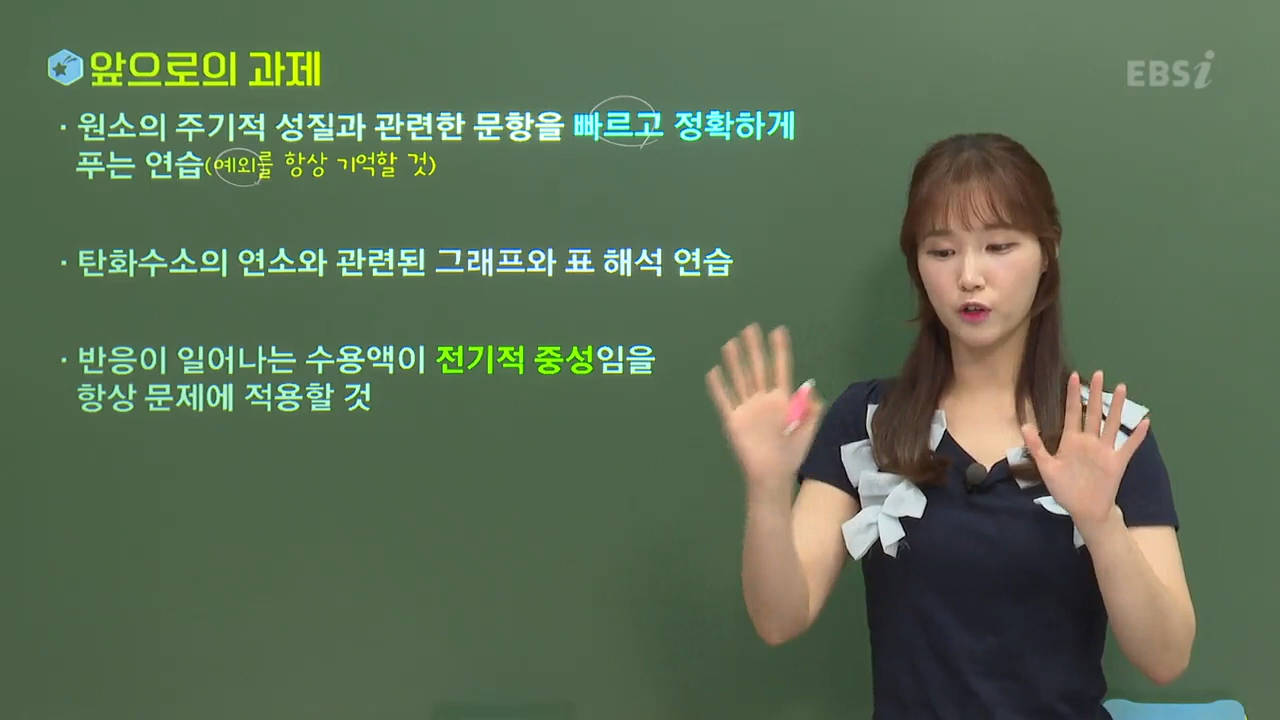 앞으로의 과제
EBSi
· 원소의 주기적 성질과 관련한 문항을 빠르고 정확하게
푸는 연습(예외를 항상 기억할 것)
· 탄화수소의 연소와 관련된 그래프와 표 해석 연습
· 반응이 일어나는 수용액이 전기적 중성임을
항상 문제에 적용할 것